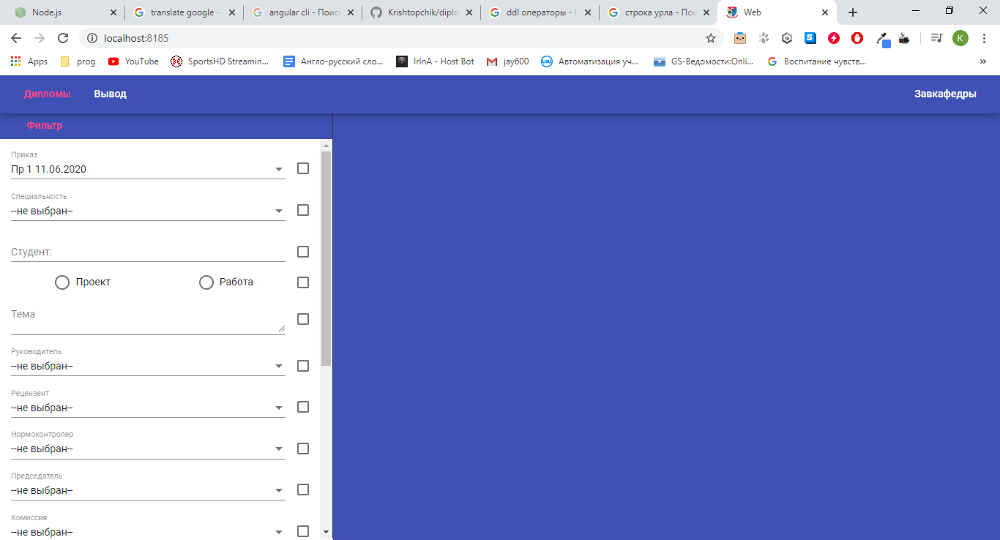 Node.js
translate google -
angular cli - Поиск
Krishtopchik/diplo
ddl операторы - П
строка урла - Пои
Web
localhost:8185
K
Apps
prog
YouTube
SportsHD Streamin...
Англо-русский сло...
IrInA - Host Bot
jay600
Автоматизация уч...
GS-Ведомости:Onli...
Воспитание чувств...
»
Дипломы
Вывод
Завкафедры
Фильтр
Приказ
Пр 1 11.06.2020
Специальность
--не выбран--
Студент:
Проект
Работа
Тема
Руководитель
--не выбран--
Рецензент
--не выбран--
Нормоконтролер
--не выбран--
Председатель
--не выбран--
Комиссия
--не выбран--